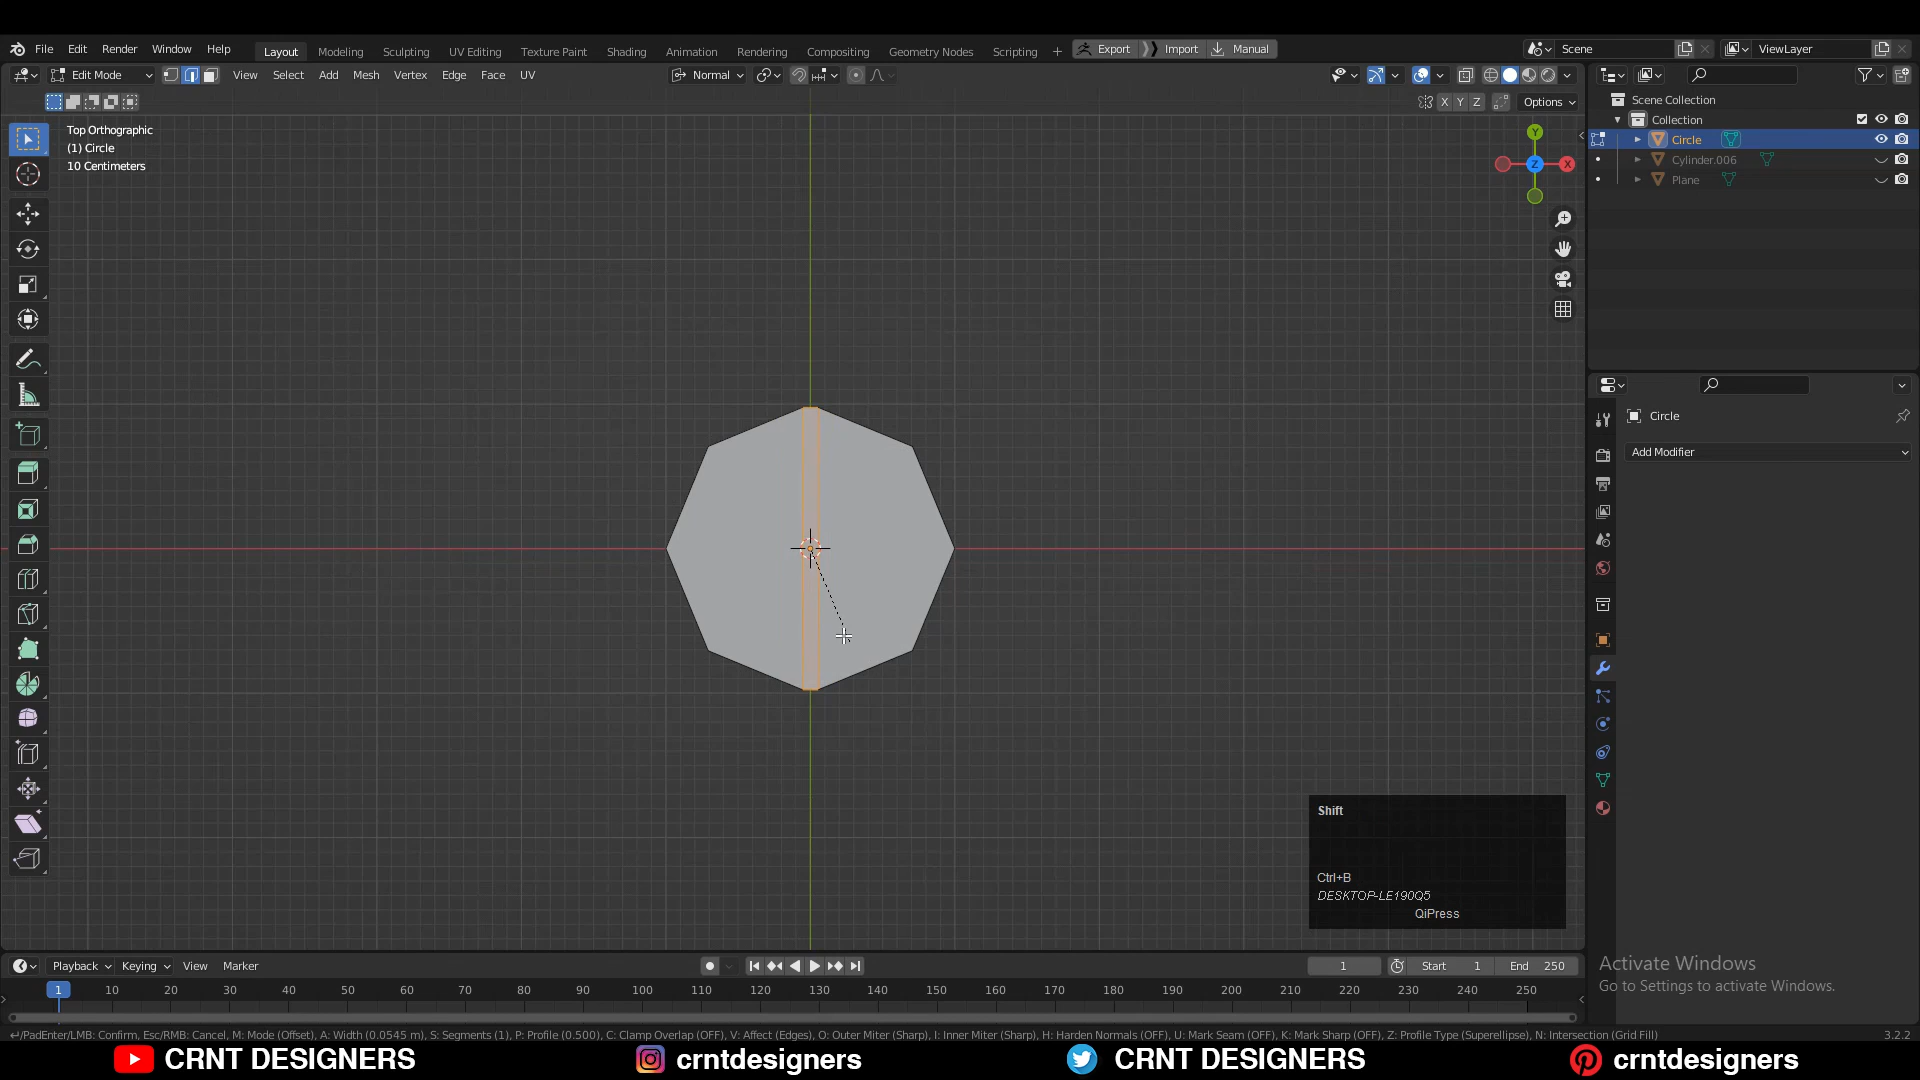 File Edit Render Window Help Layout Modeling Sculpting UV Editing Texture Paint Shading Animation Rendering Compositing Geometry Nodes Scripting + Export Import Manual Scene ViewLayer
Edit Mode View Select Add Mesh Vertex Edge Face UV Normal
X Y Z Options
Top Orthographic
(1) Circle
10 Centimeters
Y
X
Z
Scene Collection
Collection
Circle
Cylinder.006
Plane
Circle
Add Modifier
Shift
Ctrl+B
DESKTOP-LE190Q5
QiPress
Playback Keying View Marker 1 Start 1 End 250
1 10 20 30 40 50 60 70 80 90 100 110 120 130 140 150 160 170 180 190 200 210 220 230 240 250
Activate Windows
Go to Settings to activate Windows.
↵/PadEnter/LMB: Confirm, Esc/RMB: Cancel, M: Mode (Offset), A: Width (0.0545 m), S: Segments (1), P: Profile (0.500), C: Clamp Overlap (OFF), V: Affect (Edges), O: Outer Miter (Sharp), I: Inner Miter (Sharp), H: Harden Normals (OFF), U: Mark Seam (OFF), K: Mark Sharp (OFF), Z: Profile Type (Superellipse), N: Intersection (Grid Fill) 3.2.2
CRNT DESIGNERS crntdesigners CRNT DESIGNERS crntdesigners